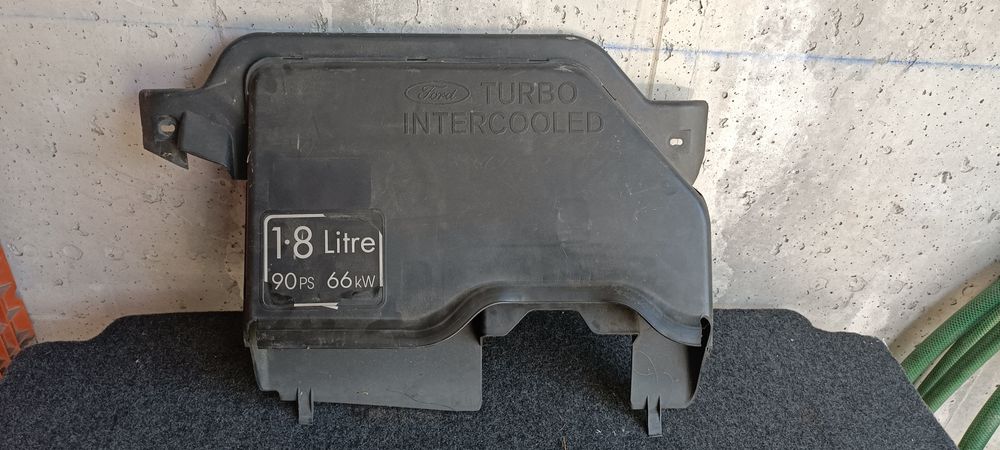 Ford TURBO
INTERCOOLED
1·8 Litre
90PS 66kW